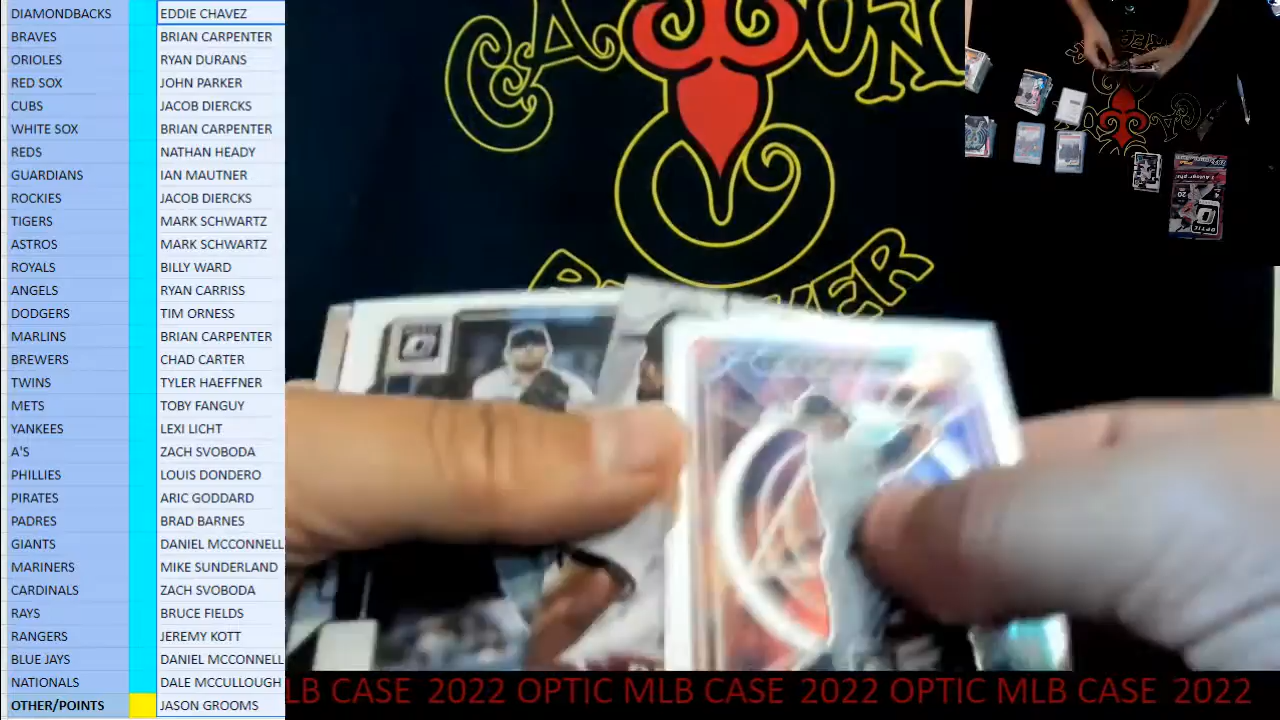 DIAMONDBACKS EDDIE CHAVEZ
BRAVES BRIAN CARPENTER
ORIOLES RYAN DURANS
RED SOX JOHN PARKER
CUBS JACOB DIERCKS
WHITE SOX BRIAN CARPENTER
REDS NATHAN HEADY
GUARDIANS IAN MAUTNER
ROCKIES JACOB DIERCKS
TIGERS MARK SCHWARTZ
ASTROS MARK SCHWARTZ
ROYALS BILLY WARD
ANGELS RYAN CARRISS
DODGERS TIM ORNESS
MARLINS BRIAN CARPENTER
BREWERS CHAD CARTER
TWINS TYLER HAEFFNER
METS TOBY FANGUY
YANKEES LEXI LICHT
A'S ZACH SVOBODA
PHILLIES LOUIS DONDERO
PIRATES ARIC GODDARD
PADRES BRAD BARNES
GIANTS DANIEL MCCONNELL
MARINERS MIKE SUNDERLAND
CARDINALS ZACH SVOBODA
RAYS BRUCE FIELDS
RANGERS JEREMY KOTT
BLUE JAYS DANIEL MCCONNELL
NATIONALS DALE MCCULLOUGH
OTHER/POINTS JASON GROOMS
LB CASE 2022 OPTIC MLB CASE 2022 OPTIC MLB CASE 2022
OPTIC